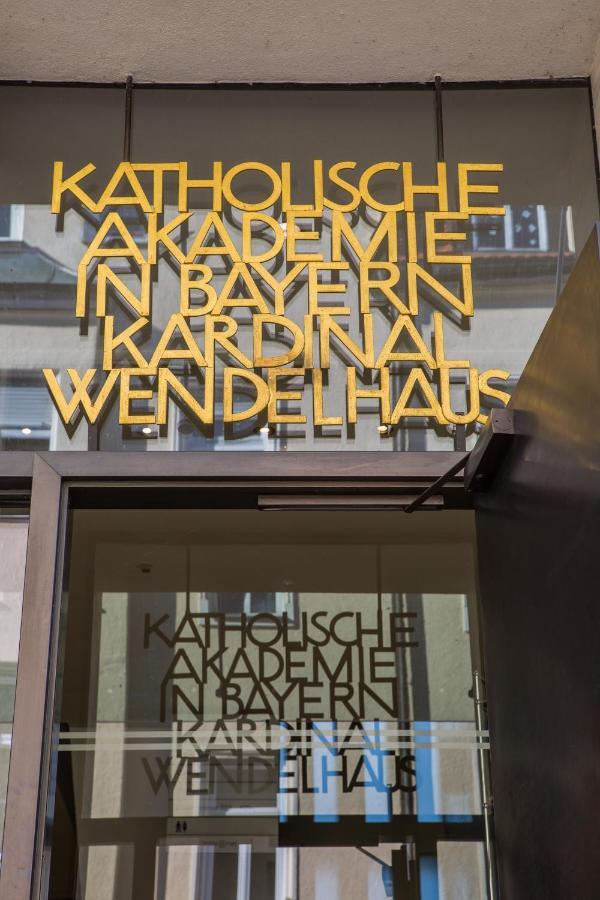 KATHOLISCHE
AKADEMIE
IN BAYERN
KARDINAL
WENDELHAUS
KATHOLISCHE
AKADEMIE
IN BAYERN
KARDINAL
WENDELHAUS